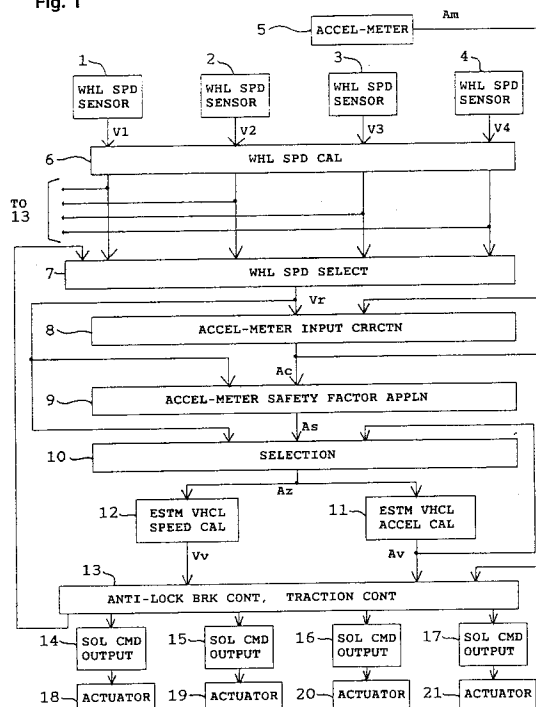 Fig. 1
Am
5 ACCEL-METER
1 2 3 4
WHL SPD SENSOR
WHL SPD SENSOR
WHL SPD SENSOR
WHL SPD SENSOR
V1 V2 V3 V4
6 WHL SPD CAL
TO 13
7 WHL SPD SELECT
Vr
8 ACCEL-METER INPUT CRRCTN
Ac
9 ACCEL-METER SAFETY FACTOR APPLN
As
10 SELECTION
Az
12 ESTM VHCL SPEED CAL
11 ESTM VHCL ACCEL CAL
Vv Av
13
ANTI-LOCK BRK CONT, TRACTION CONT
14 SOL CMD OUTPUT
15 SOL CMD OUTPUT
16 SOL CMD OUTPUT
17 SOL CMD OUTPUT
18 ACTUATOR
19 ACTUATOR
20 ACTUATOR
21 ACTUATOR